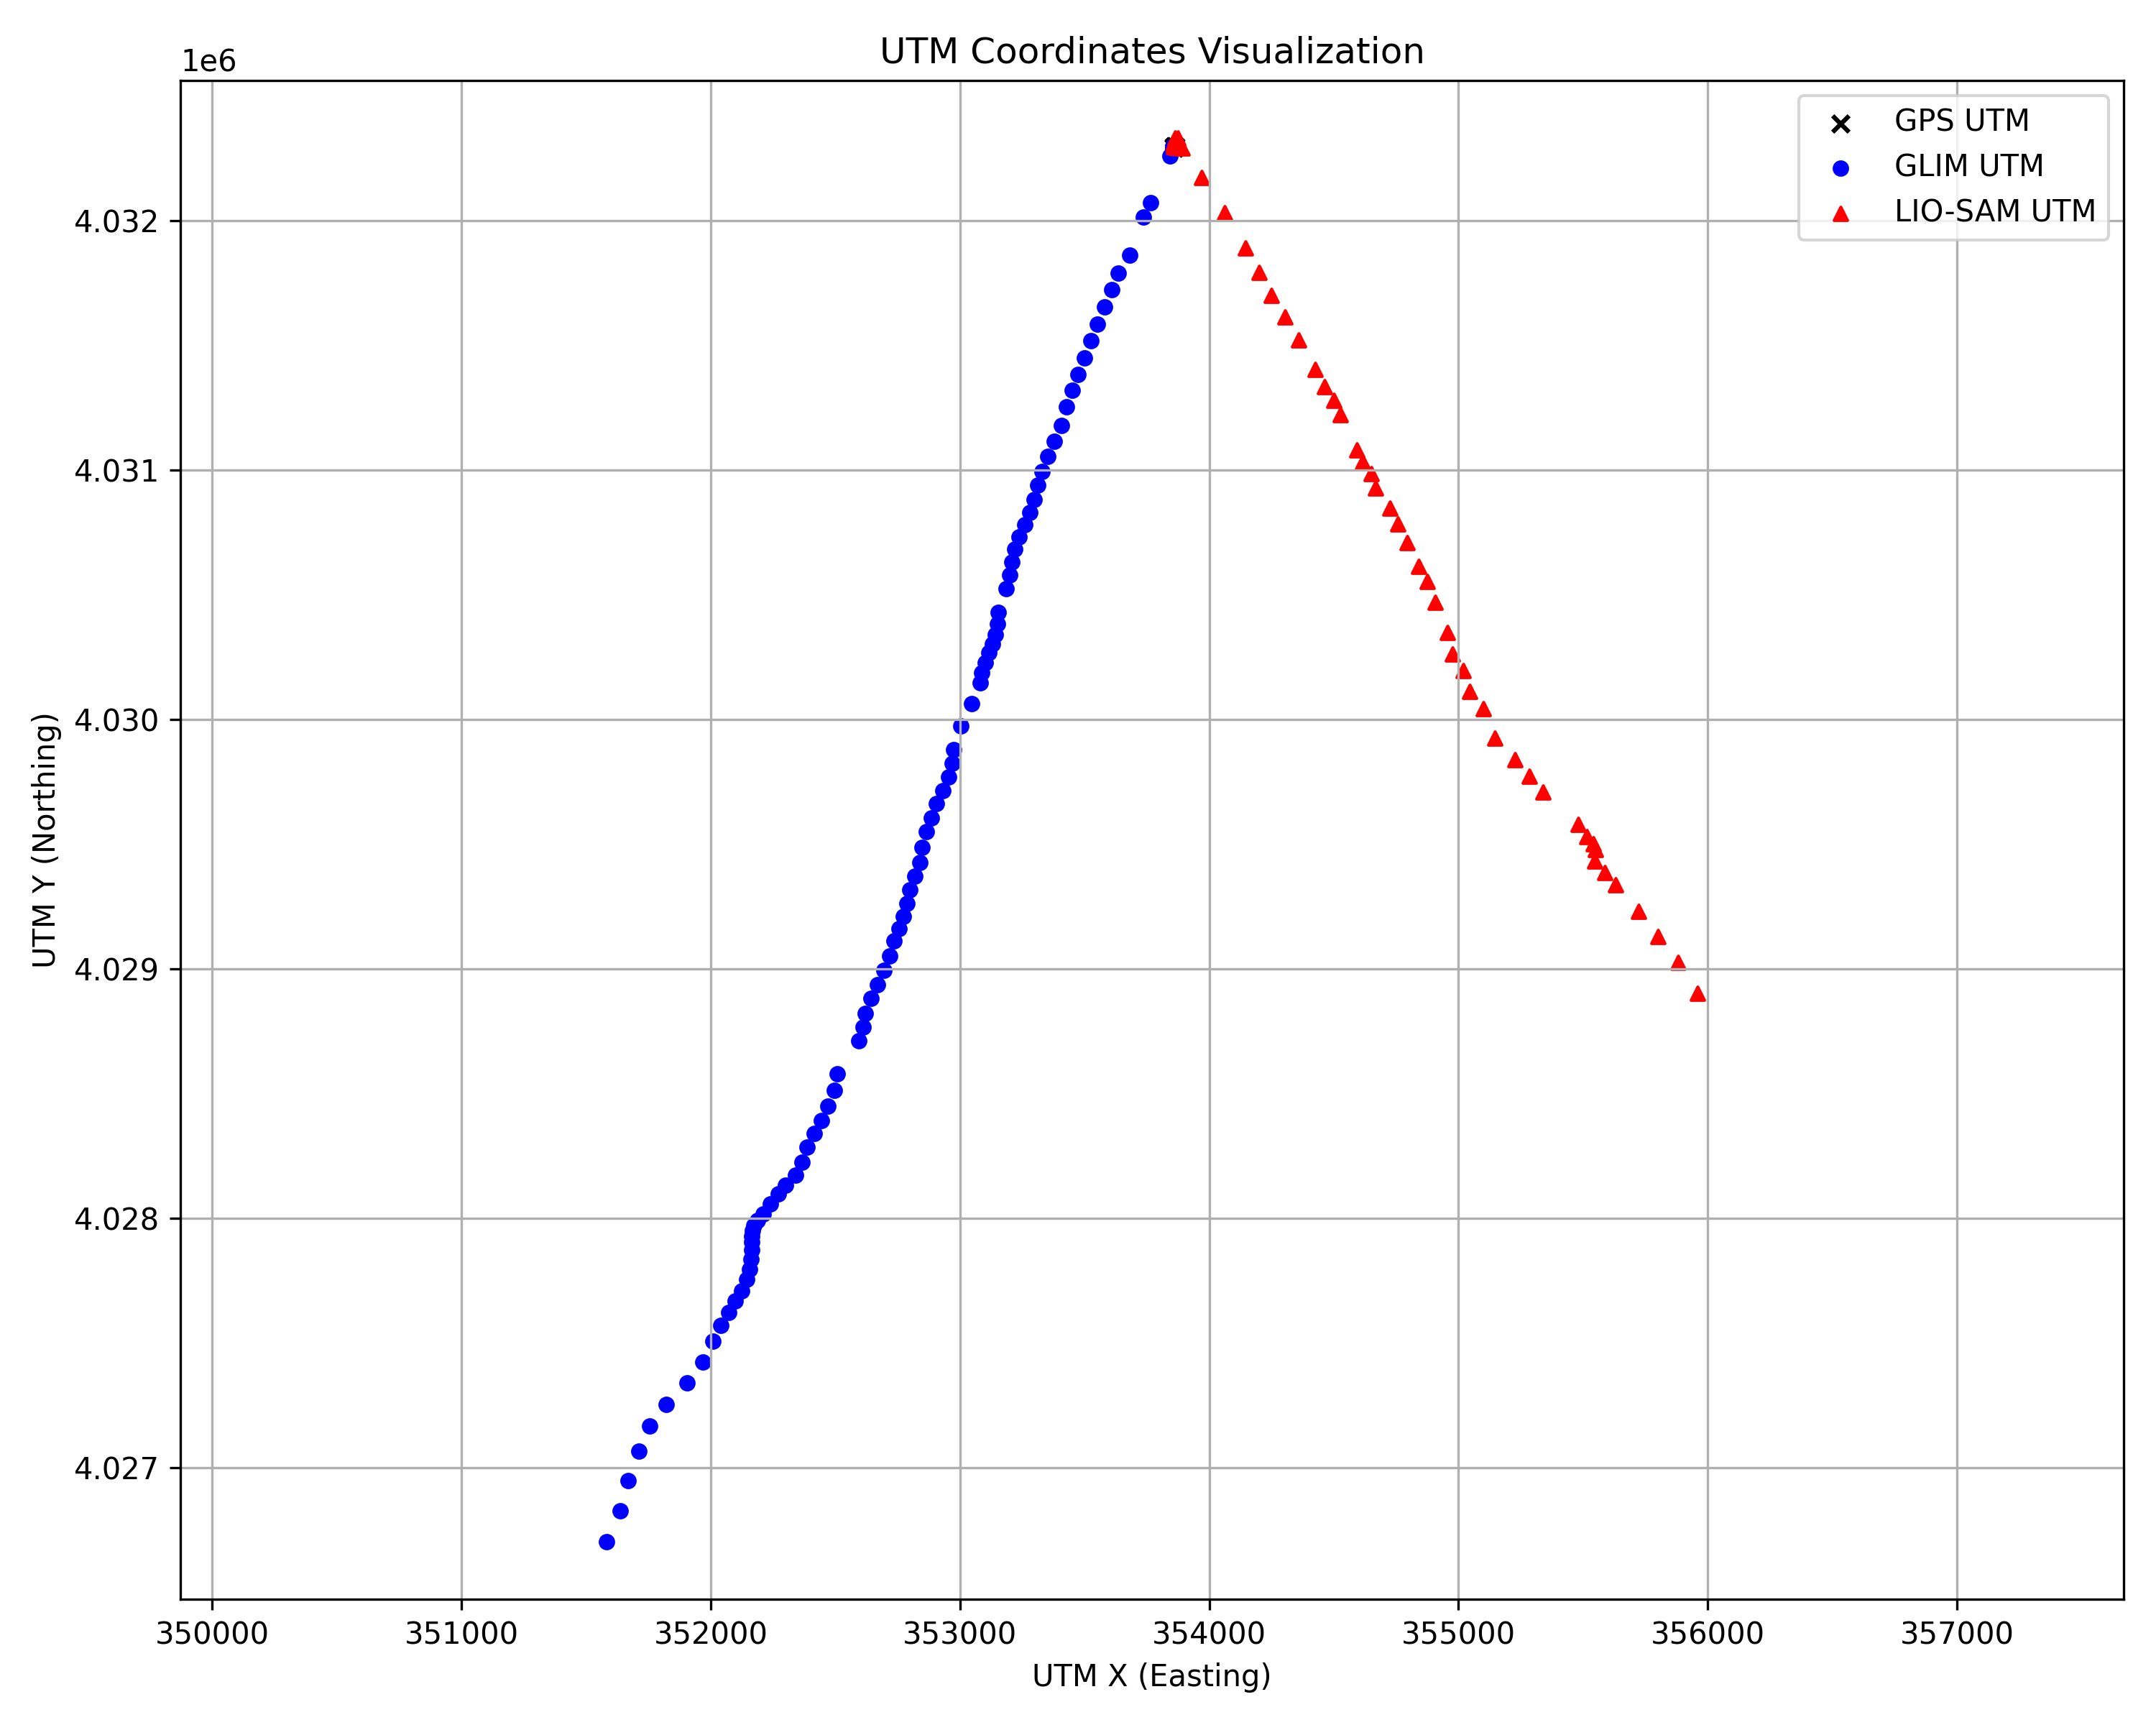 UTM Coordinates Visualization
1e6
GPS UTM
GLIM UTM
LIO-SAM UTM
4.032
4.031
4.030
4.029
4.028
4.027
UTM Y (Northing)
350000 351000 352000 353000 354000 355000 356000 357000
UTM X (Easting)